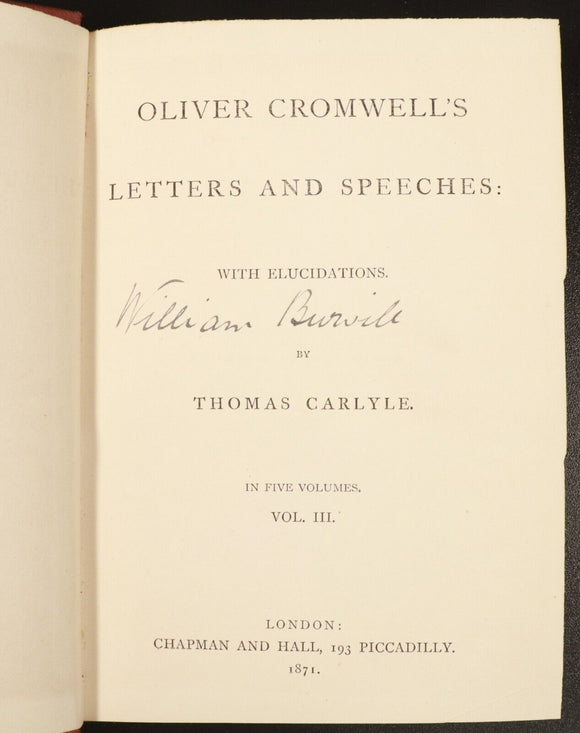 OLIVER CROMWELL'S
LETTERS AND SPEECHES:
WITH ELUCIDATIONS.
William Burvill
BY
THOMAS CARLYLE.
IN FIVE VOLUMES.
VOL. III.
LONDON:
CHAPMAN AND HALL, 193 PICCADILLY.
1871.